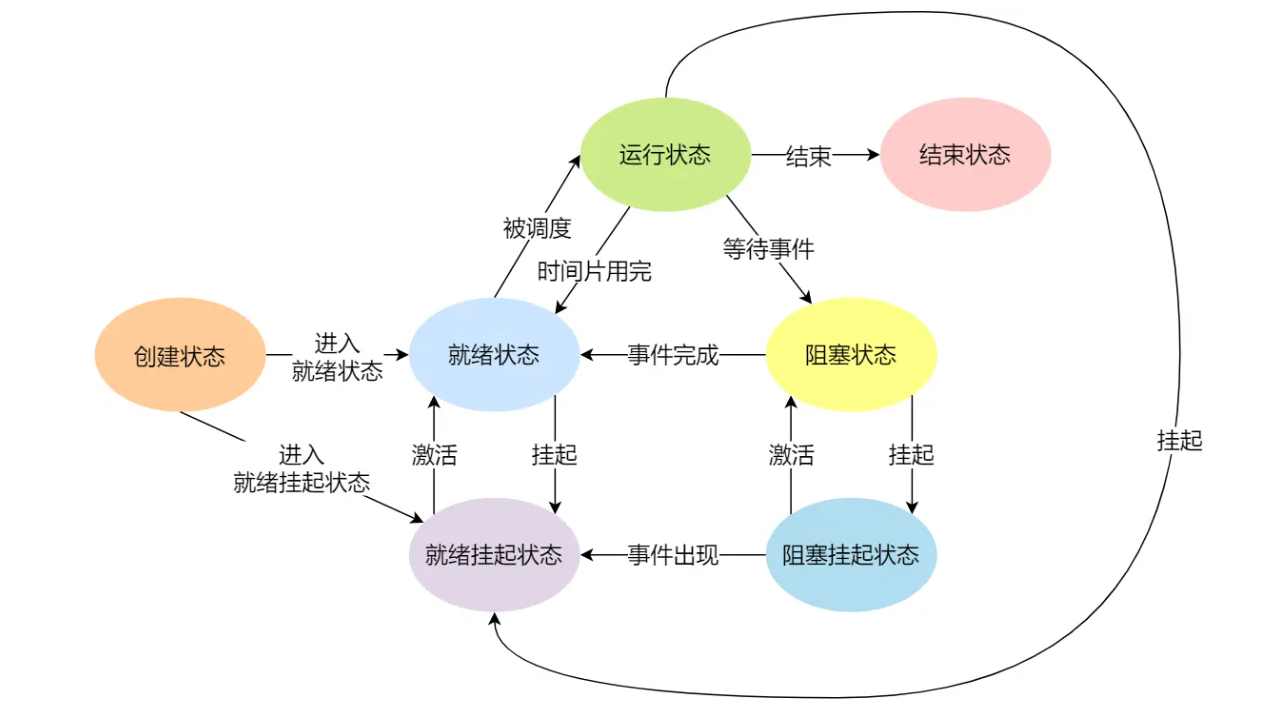 运行状态
结束
结束状态
被调度
时间片用完
等待事件
创建状态
进入
就绪状态
就绪状态
事件完成
阻塞状态
进入
就绪挂起状态
激活
挂起
激活
挂起
挂起
就绪挂起状态
事件出现
阻塞挂起状态